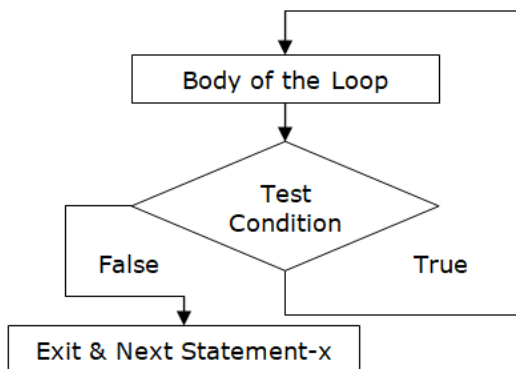 Body of the Loop
Test
Condition
False
True
Exit & Next Statement-x